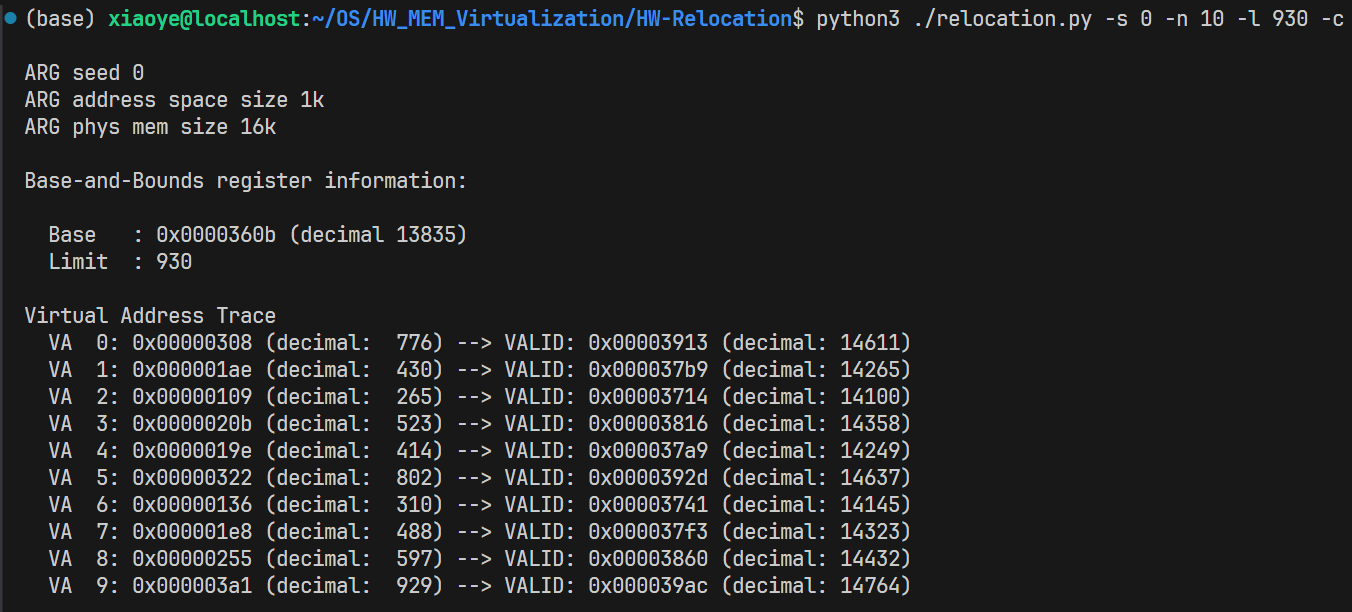 (base) xiaoye@localhost:~/OS/HW_MEM_Virtualization/HW-Relocation$ python3 ./relocation.py -s 0 -n 10 -l 930 -c
ARG seed 0
ARG address space size 1k
ARG phys mem size 16k
Base-and-Bounds register information:
  Base   : 0x0000360b (decimal 13835)
  Limit  : 930
Virtual Address Trace
  VA  0: 0x00000308 (decimal:  776) --> VALID: 0x00003913 (decimal: 14611)
  VA  1: 0x000001ae (decimal:  430) --> VALID: 0x000037b9 (decimal: 14265)
  VA  2: 0x00000109 (decimal:  265) --> VALID: 0x00003714 (decimal: 14100)
  VA  3: 0x0000020b (decimal:  523) --> VALID: 0x00003816 (decimal: 14358)
  VA  4: 0x0000019e (decimal:  414) --> VALID: 0x000037a9 (decimal: 14249)
  VA  5: 0x00000322 (decimal:  802) --> VALID: 0x0000392d (decimal: 14637)
  VA  6: 0x00000136 (decimal:  310) --> VALID: 0x00003741 (decimal: 14145)
  VA  7: 0x000001e8 (decimal:  488) --> VALID: 0x000037f3 (decimal: 14323)
  VA  8: 0x00000255 (decimal:  597) --> VALID: 0x00003860 (decimal: 14432)
  VA  9: 0x000003a1 (decimal:  929) --> VALID: 0x000039ac (decimal: 14764)